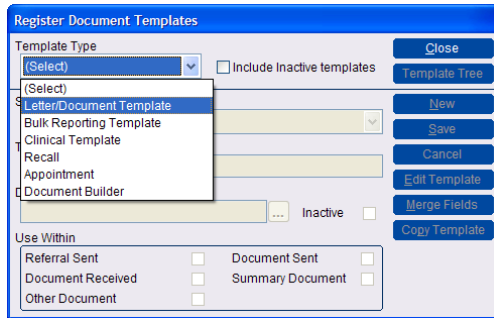 Register Document Templates
Template Type
(Select)
Include Inactive templates
Close
Template Tree
(Select)
Letter/Document Template
Bulk Reporting Template
Clinical Template
Recall
Appointment
Document Builder
New
Save
Cancel
Edit Template
Merge Fields
Copy Template
...
Inactive
Use Within
Referral Sent
Document Sent
Document Received
Summary Document
Other Document